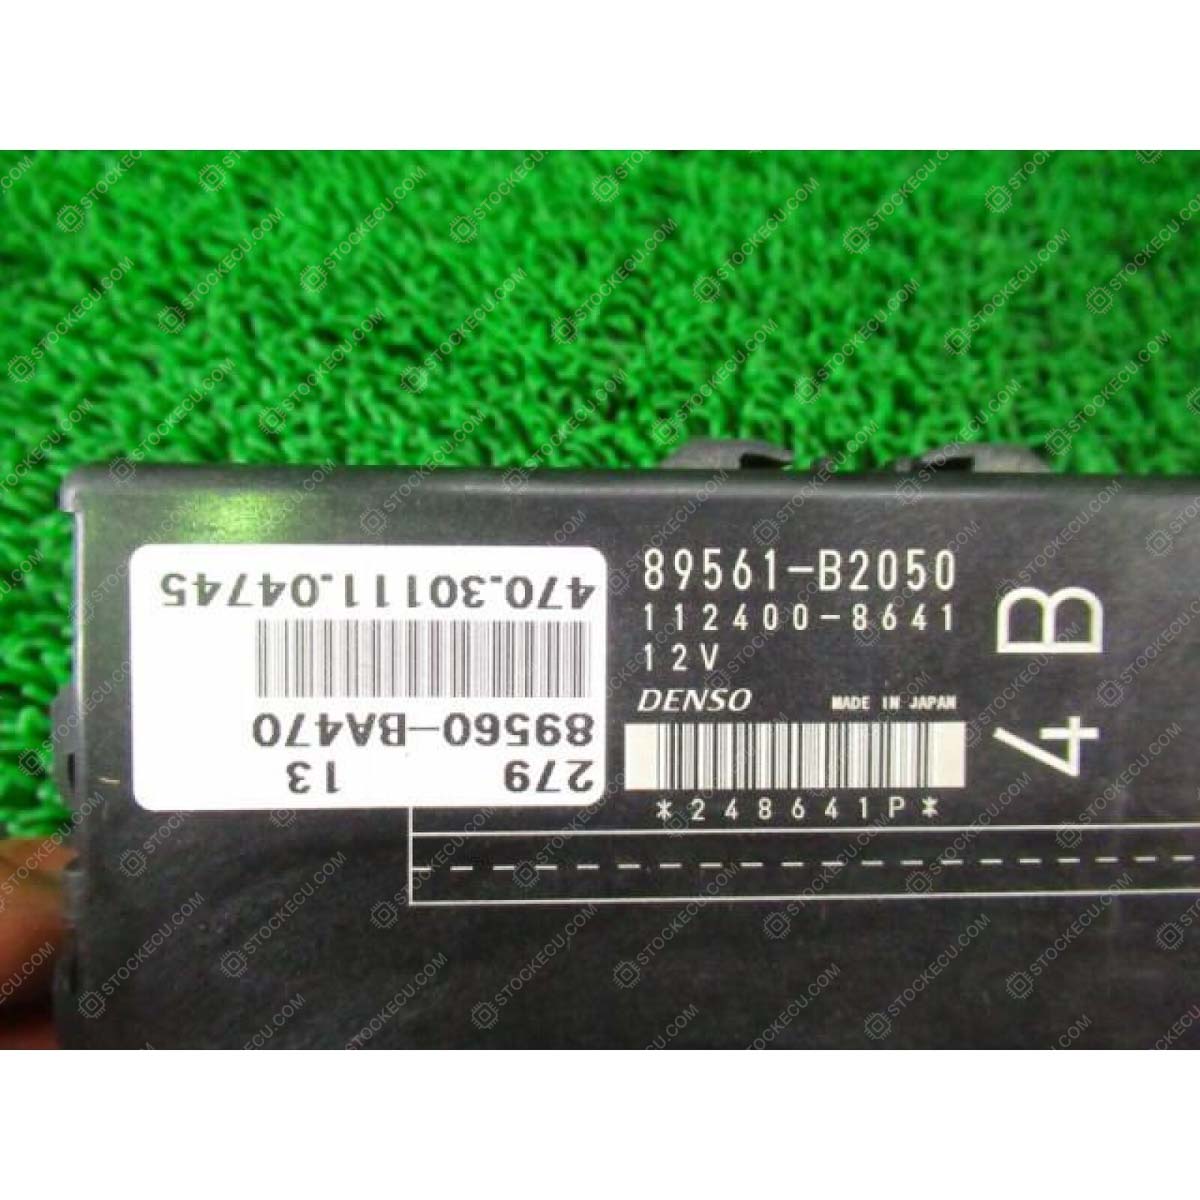 470.30111.04745
89560-BA470
279 13
89561-B2050
112400-8641
12V
DENSO MADE IN JAPAN
*248641P*
4B
STOCKECU.COM